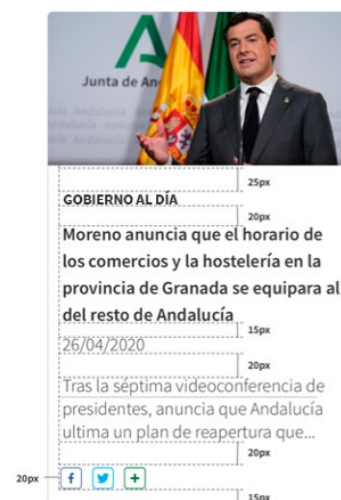 Junta de An
25px
GOBIERNO AL DÍA
20px
Moreno anuncia que el horario de
los comercios y la hostelería en la
provincia de Granada se equipara al
del resto de Andalucía
15px
26/04/2020
20px
Tras la séptima videoconferencia de
presidentes, anuncia que Andalucía
ultima un plan de reapertura que...
20px
20px
f
+
15px